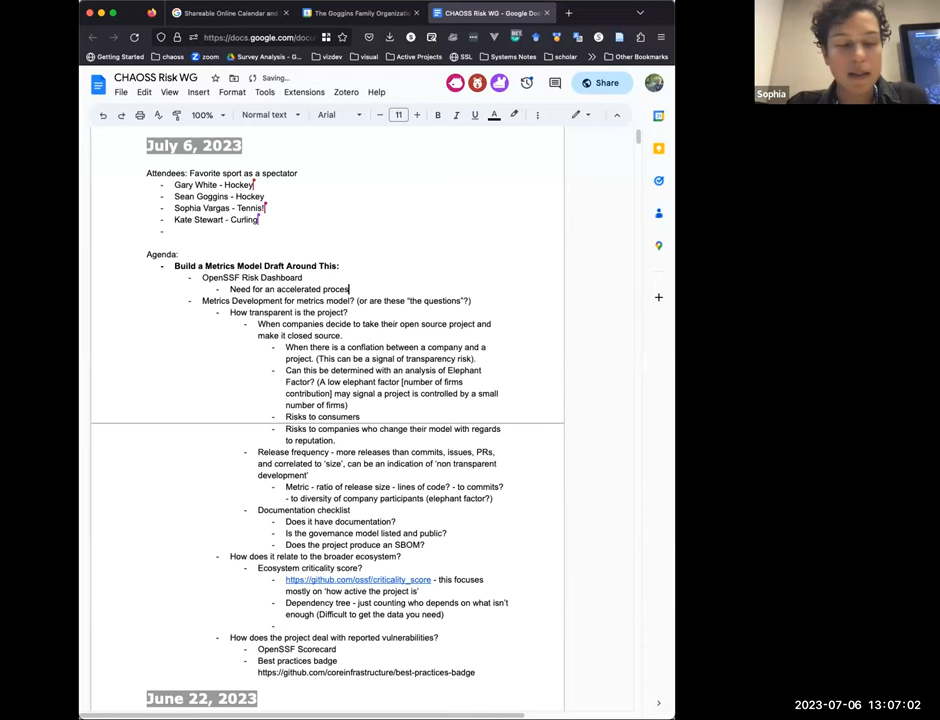 Shareable Online Calendar and
The Goggins Family Organizatio
CHAOSS Risk WG - Google Doc
https://docs.google.com/docu
Getting Started
chaoss
zoom
Survey Analysis - G...
vizdev
visual
Active Projects
SSL
Systems Notes
scholar
Other Bookmarks
CHAOSS Risk WG
Saving...
File Edit View Insert Format Tools Extensions Zotero Help
Share
100%
Normal text
Arial
11
July 6, 2023
Attendees: Favorite sport as a spectator
- Gary White - Hockey
- Sean Goggins - Hockey
- Sophia Vargas - Tennis!
- Kate Stewart - Curling
-
Agenda:
- Build a Metrics Model Draft Around This:
- OpenSSF Risk Dashboard
- Need for an accelerated proces
- Metrics Development for metrics model? (or are these “the questions”?)
- How transparent is the project?
- When companies decide to take their open source project and
make it closed source.
- When there is a conflation between a company and a
project. (This can be a signal of transparency risk).
- Can this be determined with an analysis of Elephant
Factor? (A low elephant factor [number of firms
contribution] may signal a project is controlled by a small
number of firms)
- Risks to consumers
- Risks to companies who change their model with regards
to reputation.
- Release frequency - more releases than commits, issues, PRs,
and correlated to ‘size’, can be an indication of ‘non transparent
development’
- Metric - ratio of release size - lines of code? - to commits?
- to diversity of company participants (elephant factor?)
- Documentation checklist
- Does it have documentation?
- Is the governance model listed and public?
- Does the project produce an SBOM?
- How does it relate to the broader ecosystem?
- Ecosystem criticality score?
- https://github.com/ossf/criticality_score - this focuses
mostly on ‘how active the project is’
- Dependency tree - just counting who depends on what isn’t
enough (Difficult to get the data you need)
-
- How does the project deal with reported vulnerabilities?
- OpenSSF Scorecard
- Best practices badge
https://github.com/coreinfrastructure/best-practices-badge
June 22, 2023
Sophia
2023-07-06 13:07:02